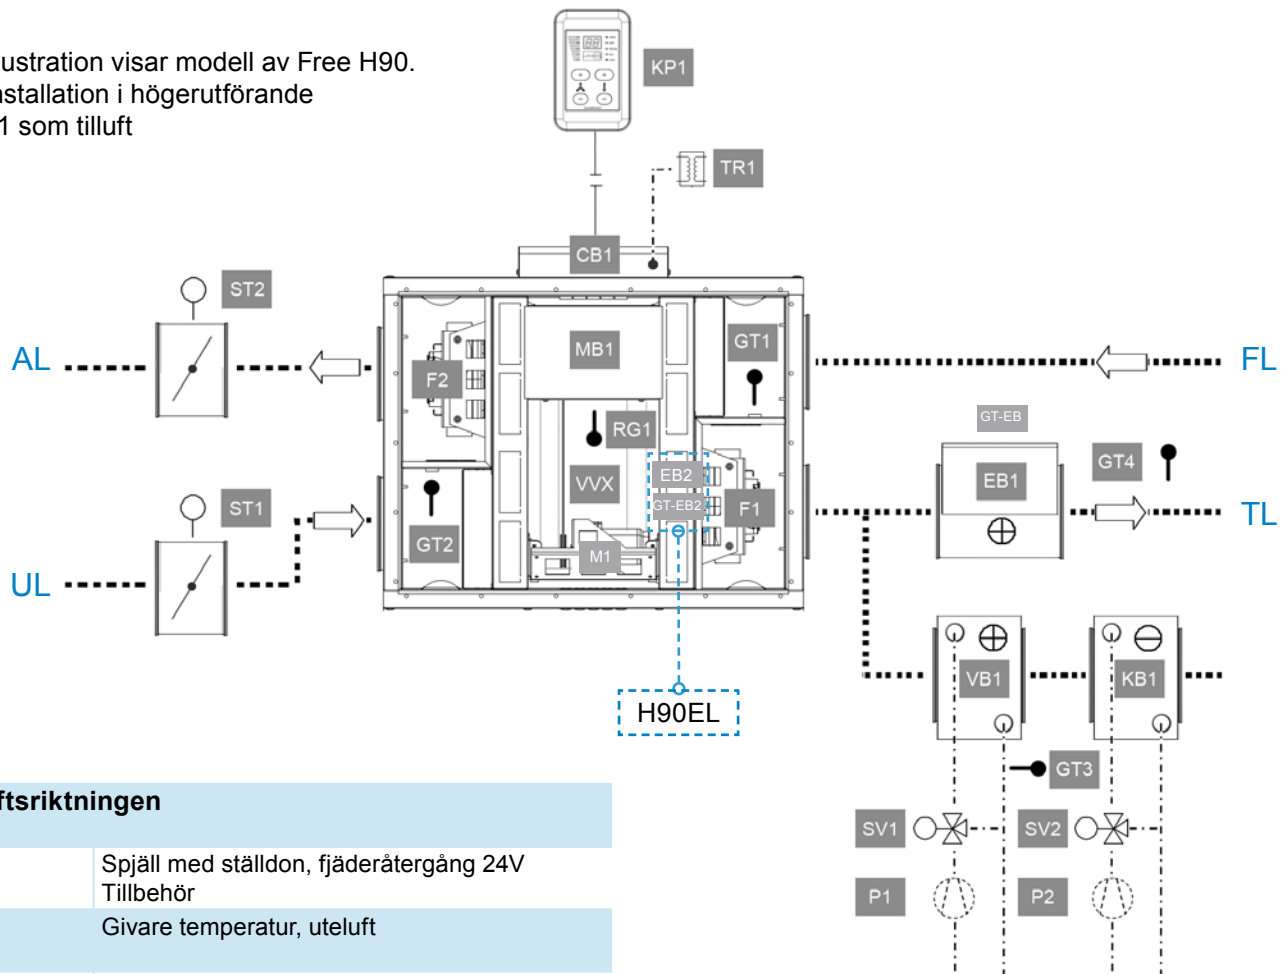 ustration visar modell av Free H90.
nstallation i högerutförande
1 som tilluft
KP1
TR1
CB1
ST2
AL
MB1
GT1
FL
F2
RG1
GT-EB
EB2
GT4
EB1
VVX
GT-EB2
F1
ST1
TL
GT2
M1
UL
VB1
KB1
H90EL
GT3
SV1
SV2
P1
P2
ftsriktningen
Spjäll med ställdon, fjäderåtergång 24V
Tillbehör
Givare temperatur, uteluft